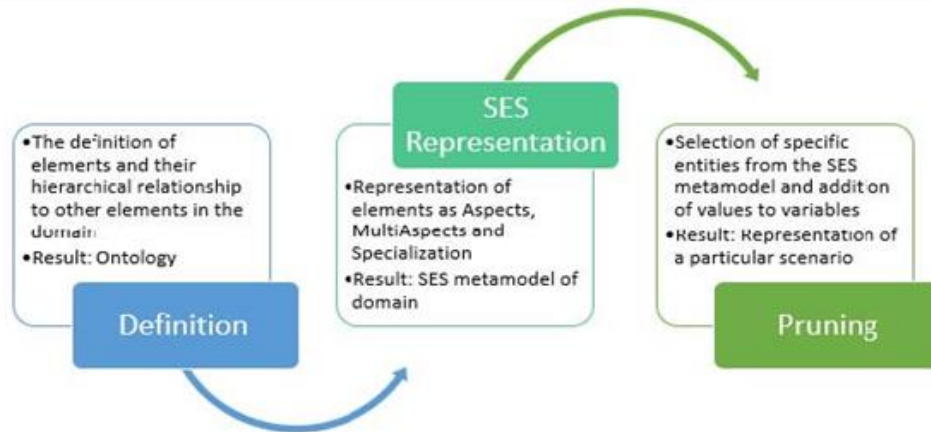 •The definition of
elements and their
hierarchical relationship
to other elements in the
domain
•Result: Ontology
Definition
SES
Representation
•Representation of
elements as Aspects,
MultiAspects and
Specialization
•Result: SES metamodel of
domain
•Selection of specific
entities from the SES
metamodel and addition
of values to variables
•Result: Representation of
a particular scenario
Pruning